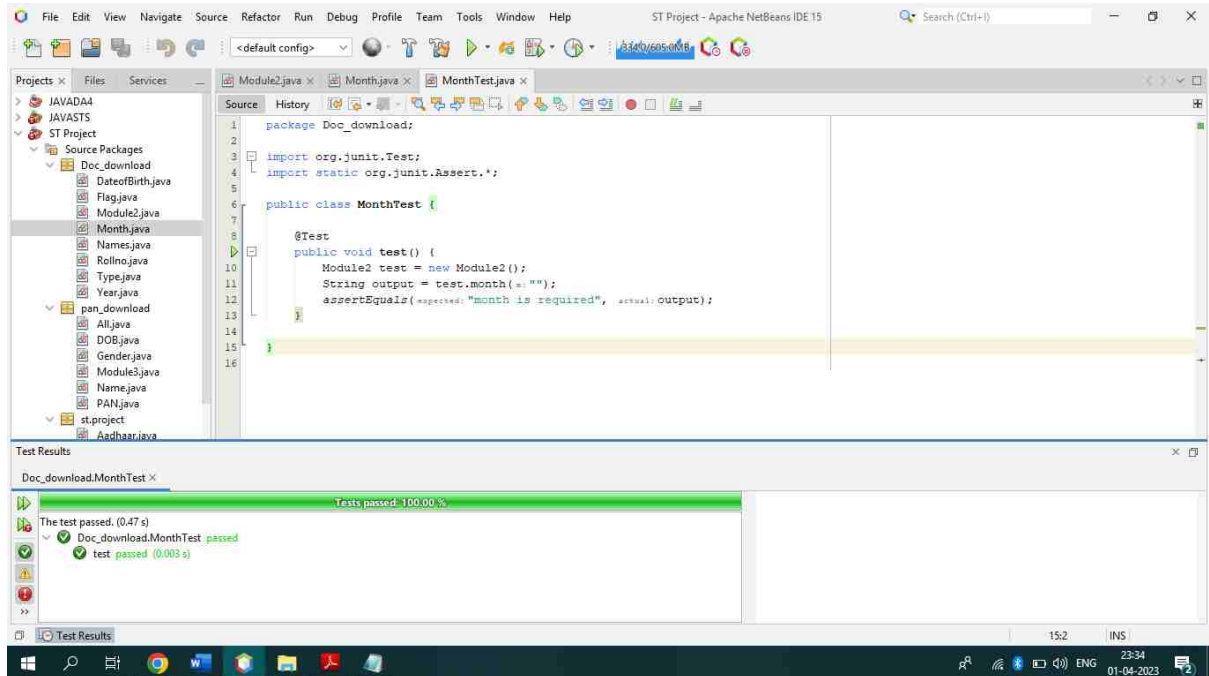 File Edit View Navigate Source Refactor Run Debug Profile Team Tools Window Help ST Project - Apache NetBeans IDE 15 Search (Ctrl+I)
<default config> 334.0/605.0MB
Projects Files Services
Module2.java Month.java MonthTest.java
Source History
JAVADA4
JAVASTS
ST Project
Source Packages
Doc_download
DateofBirth.java
Flag.java
Module2.java
Month.java
Names.java
Rollno.java
Type.java
Year.java
pan_download
All.java
DOB.java
Gender.java
Module3.java
Name.java
PAN.java
st.project
Aadhaar.java
1 package Doc_download;
2
3 import org.junit.Test;
4 import static org.junit.Assert.*;
5
6 public class MonthTest {
7
8 @Test
public void test() {
10 Module2 test = new Module2();
11 String output = test.month(s: "");
12 assertEquals(expected: "month is required", actual: output);
13 }
14
15 }
16
Test Results
Doc_download.MonthTest
Tests passed: 100.00 %
The test passed. (0.47 s)
Doc_download.MonthTest passed
test passed (0.003 s)
Test Results
15:2 INS
ENG
23:34
01-04-2023